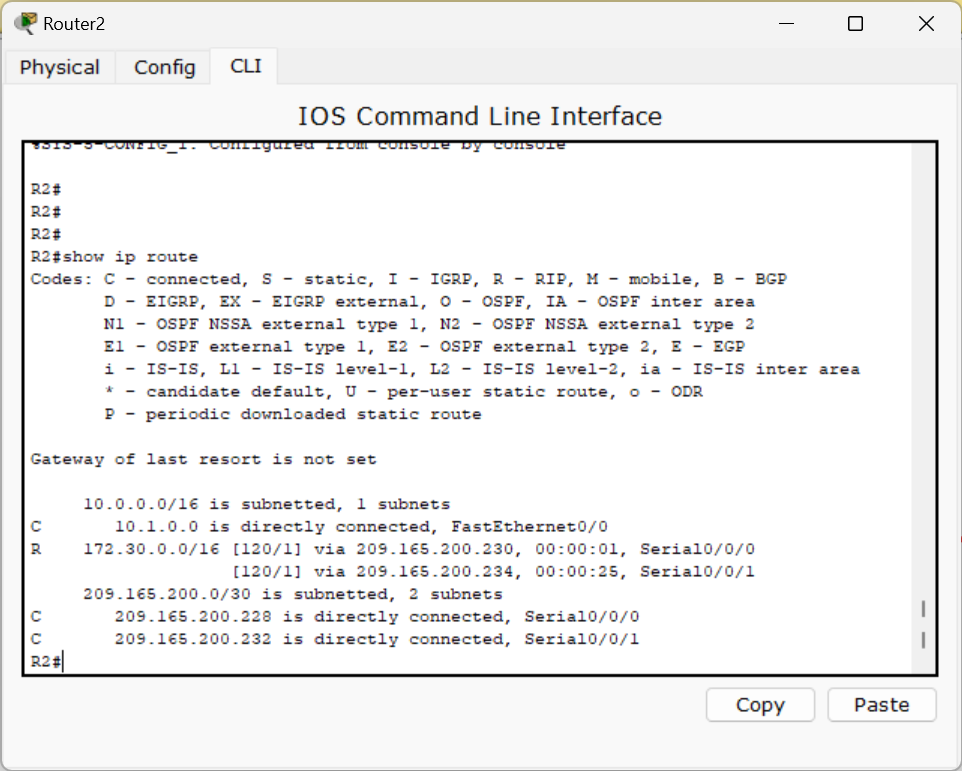 Router2
Physical Config CLI
IOS Command Line Interface
%SYS-5-CONFIG_I: Configured from console by console
R2#
R2#
R2#
R2#show ip route
Codes: C - connected, S - static, I - IGRP, R - RIP, M - mobile, B - BGP
D - EIGRP, EX - EIGRP external, O - OSPF, IA - OSPF inter area
N1 - OSPF NSSA external type 1, N2 - OSPF NSSA external type 2
E1 - OSPF external type 1, E2 - OSPF external type 2, E - EGP
i - IS-IS, L1 - IS-IS level-1, L2 - IS-IS level-2, ia - IS-IS inter area
* - candidate default, U - per-user static route, o - ODR
P - periodic downloaded static route
Gateway of last resort is not set
10.0.0.0/16 is subnetted, 1 subnets
C 10.1.0.0 is directly connected, FastEthernet0/0
R 172.30.0.0/16 [120/1] via 209.165.200.230, 00:00:01, Serial0/0/0
[120/1] via 209.165.200.234, 00:00:25, Serial0/0/1
209.165.200.0/30 is subnetted, 2 subnets
C 209.165.200.228 is directly connected, Serial0/0/0
C 209.165.200.232 is directly connected, Serial0/0/1
R2#
Copy Paste